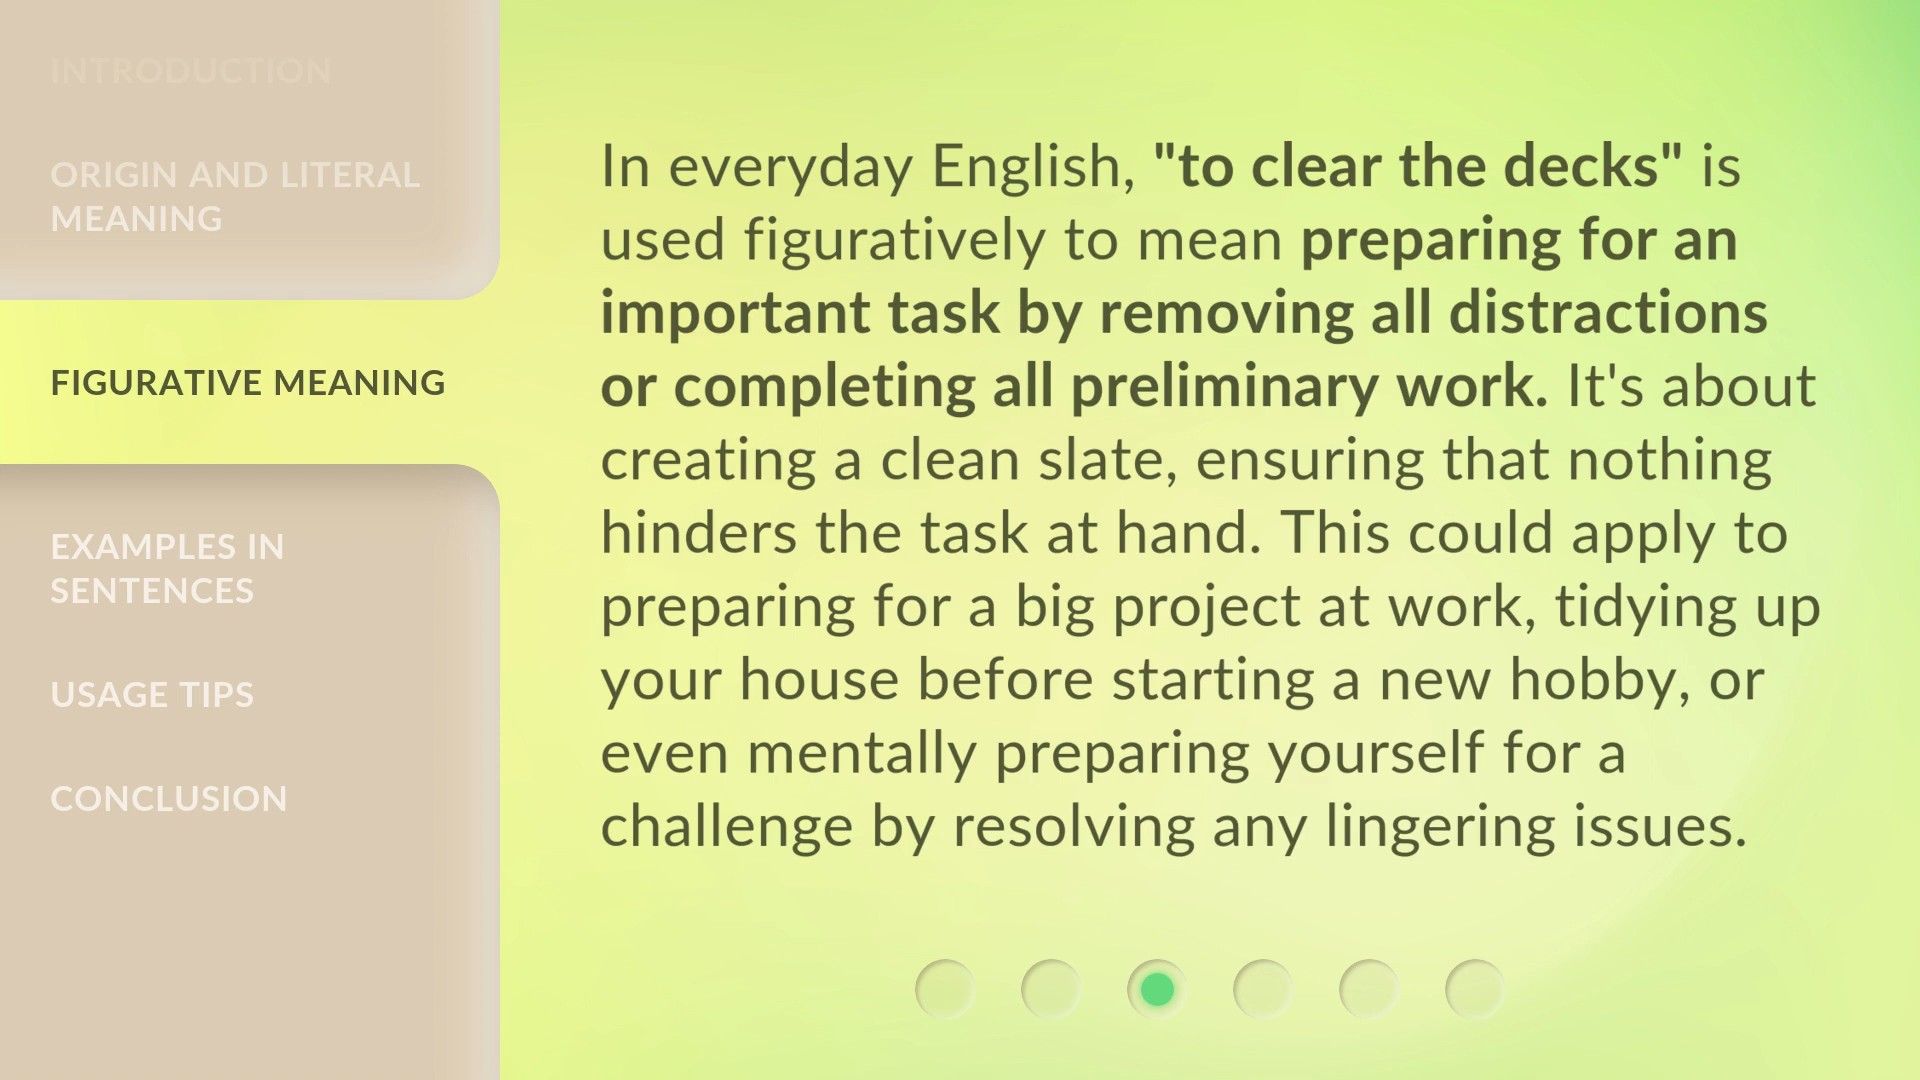 INTRODUCTION
ORIGIN AND LITERAL
MEANING
FIGURATIVE MEANING
EXAMPLES IN
SENTENCES
USAGE TIPS
CONCLUSION
In everyday English, "to clear the decks" is
used figuratively to mean preparing for an
important task by removing all distractions
or completing all preliminary work. It's about
creating a clean slate, ensuring that nothing
hinders the task at hand. This could apply to
preparing for a big project at work, tidying up
your house before starting a new hobby, or
even mentally preparing yourself for a
challenge by resolving any lingering issues.